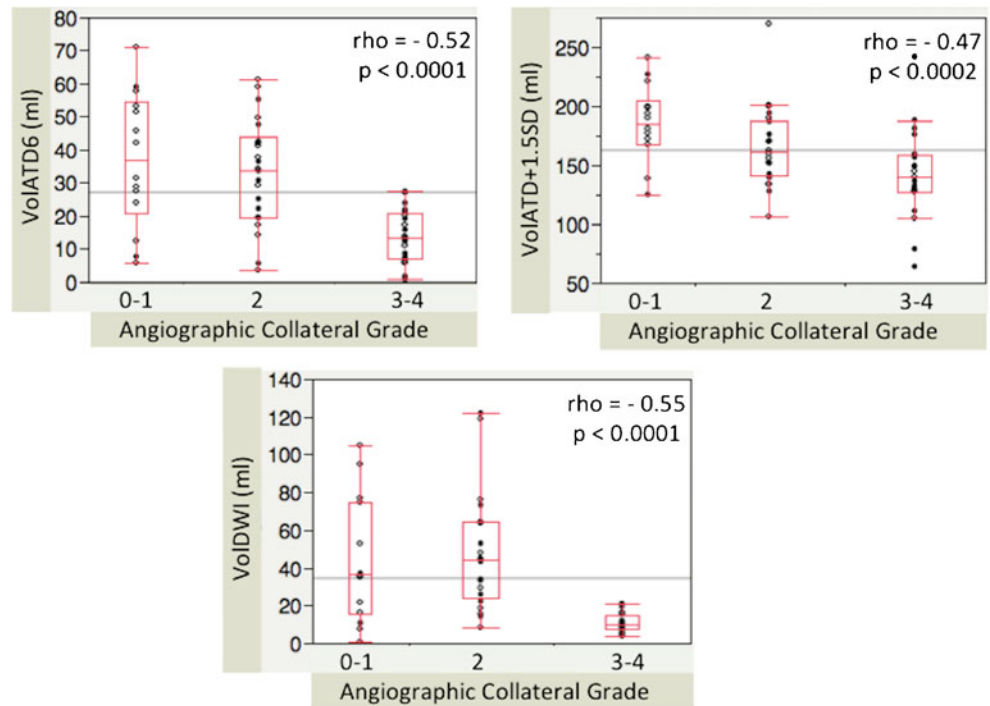 80
70
60
50
40
30
20
10
0
VolATD6 (ml)
rho = - 0.52
p < 0.0001
0-1 2 3-4
Angiographic Collateral Grade
250
200
150
100
50
VolATD+1.5SD (ml)
rho = - 0.47
p < 0.0002
0-1 2 3-4
Angiographic Collateral Grade
140
120
100
80
60
40
20
0
VolDWI (ml)
rho = - 0.55
p < 0.0001
0-1 2 3-4
Angiographic Collateral Grade